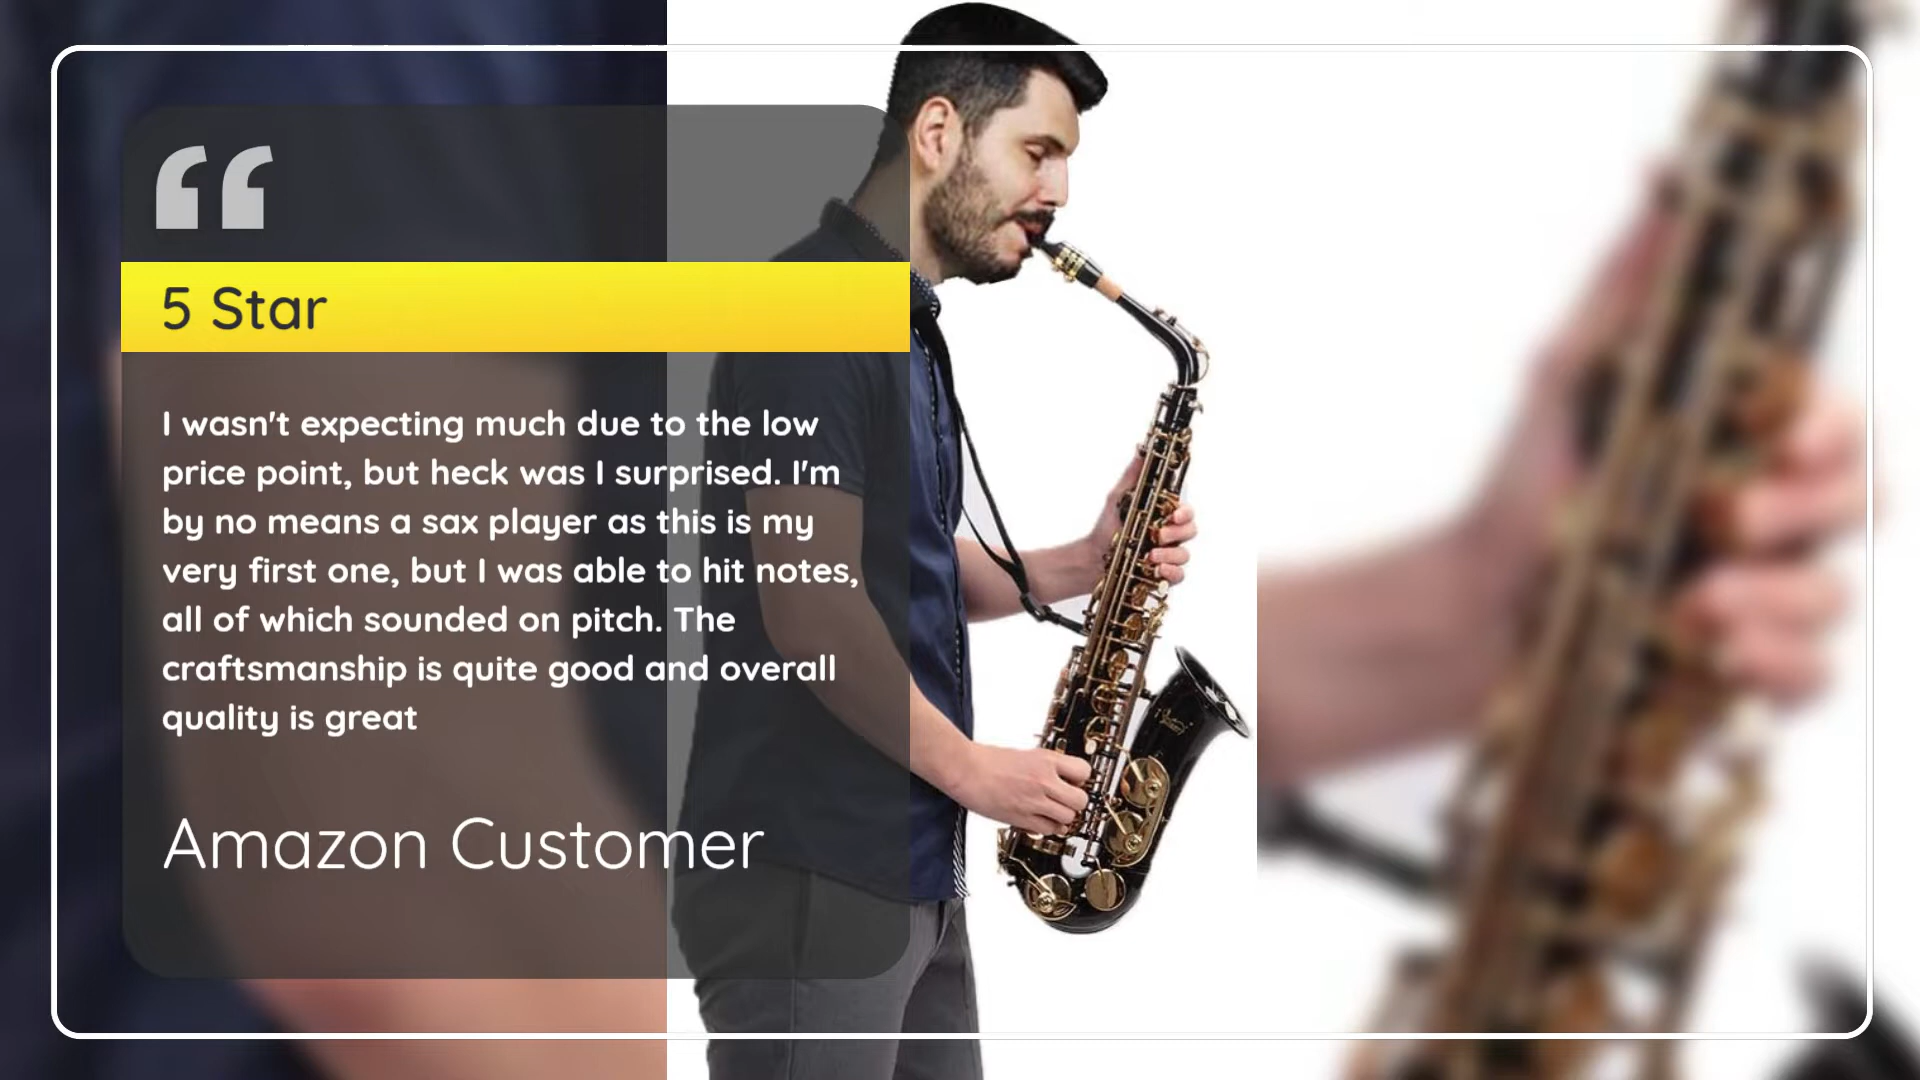 5 Star
I wasn't expecting much due to the low
price point, but heck was I surprised. I'm
by no means a sax player as this is my
very first one, but I was able to hit notes,
all of which sounded on pitch. The
craftsmanship is quite good and overall
quality is great
Amazon Customer